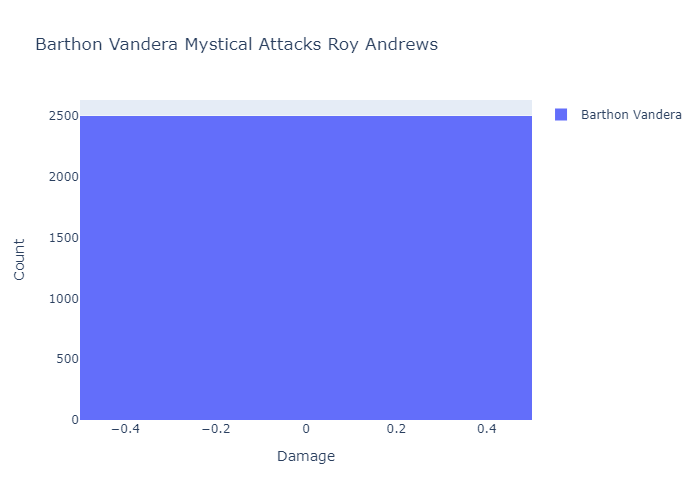 Barthon Vandera Mystical Attacks Roy Andrews
Barthon Vandera
2500
2000
1500
1000
500
0
Count
−0.4
−0.2
0
0.2
0.4
Damage